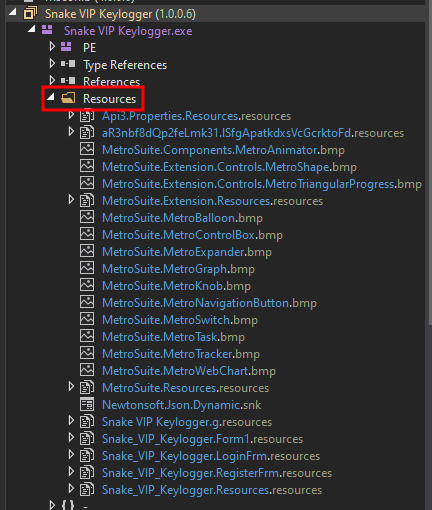 Snake VIP Keylogger (1.0.0.6)
Snake VIP Keylogger.exe
PE
Type References
References
Resources
Api3.Properties.Resources.resources
aR3nbf8dQp2feLmk31.lSfgApatkdxsVcGcrktoFd.resources
MetroSuite.Components.MetroAnimator.bmp
MetroSuite.Extension.Controls.MetroShape.bmp
MetroSuite.Extension.Controls.MetroTriangularProgress.bmp
MetroSuite.Extension.Resources.resources
MetroSuite.MetroBalloon.bmp
MetroSuite.MetroControlBox.bmp
MetroSuite.MetroExpander.bmp
MetroSuite.MetroGraph.bmp
MetroSuite.MetroKnob.bmp
MetroSuite.MetroNavigationButton.bmp
MetroSuite.MetroSwitch.bmp
MetroSuite.MetroTask.bmp
MetroSuite.MetroTracker.bmp
MetroSuite.MetroWebChart.bmp
MetroSuite.Resources.resources
Newtonsoft.Json.Dynamic.snk
Snake VIP Keylogger.g.resources
Snake_VIP_Keylogger.Form1.resources
Snake_VIP_Keylogger.LoginFrm.resources
Snake_VIP_Keylogger.RegisterFrm.resources
Snake_VIP_Keylogger.Resources.resources
{ } -